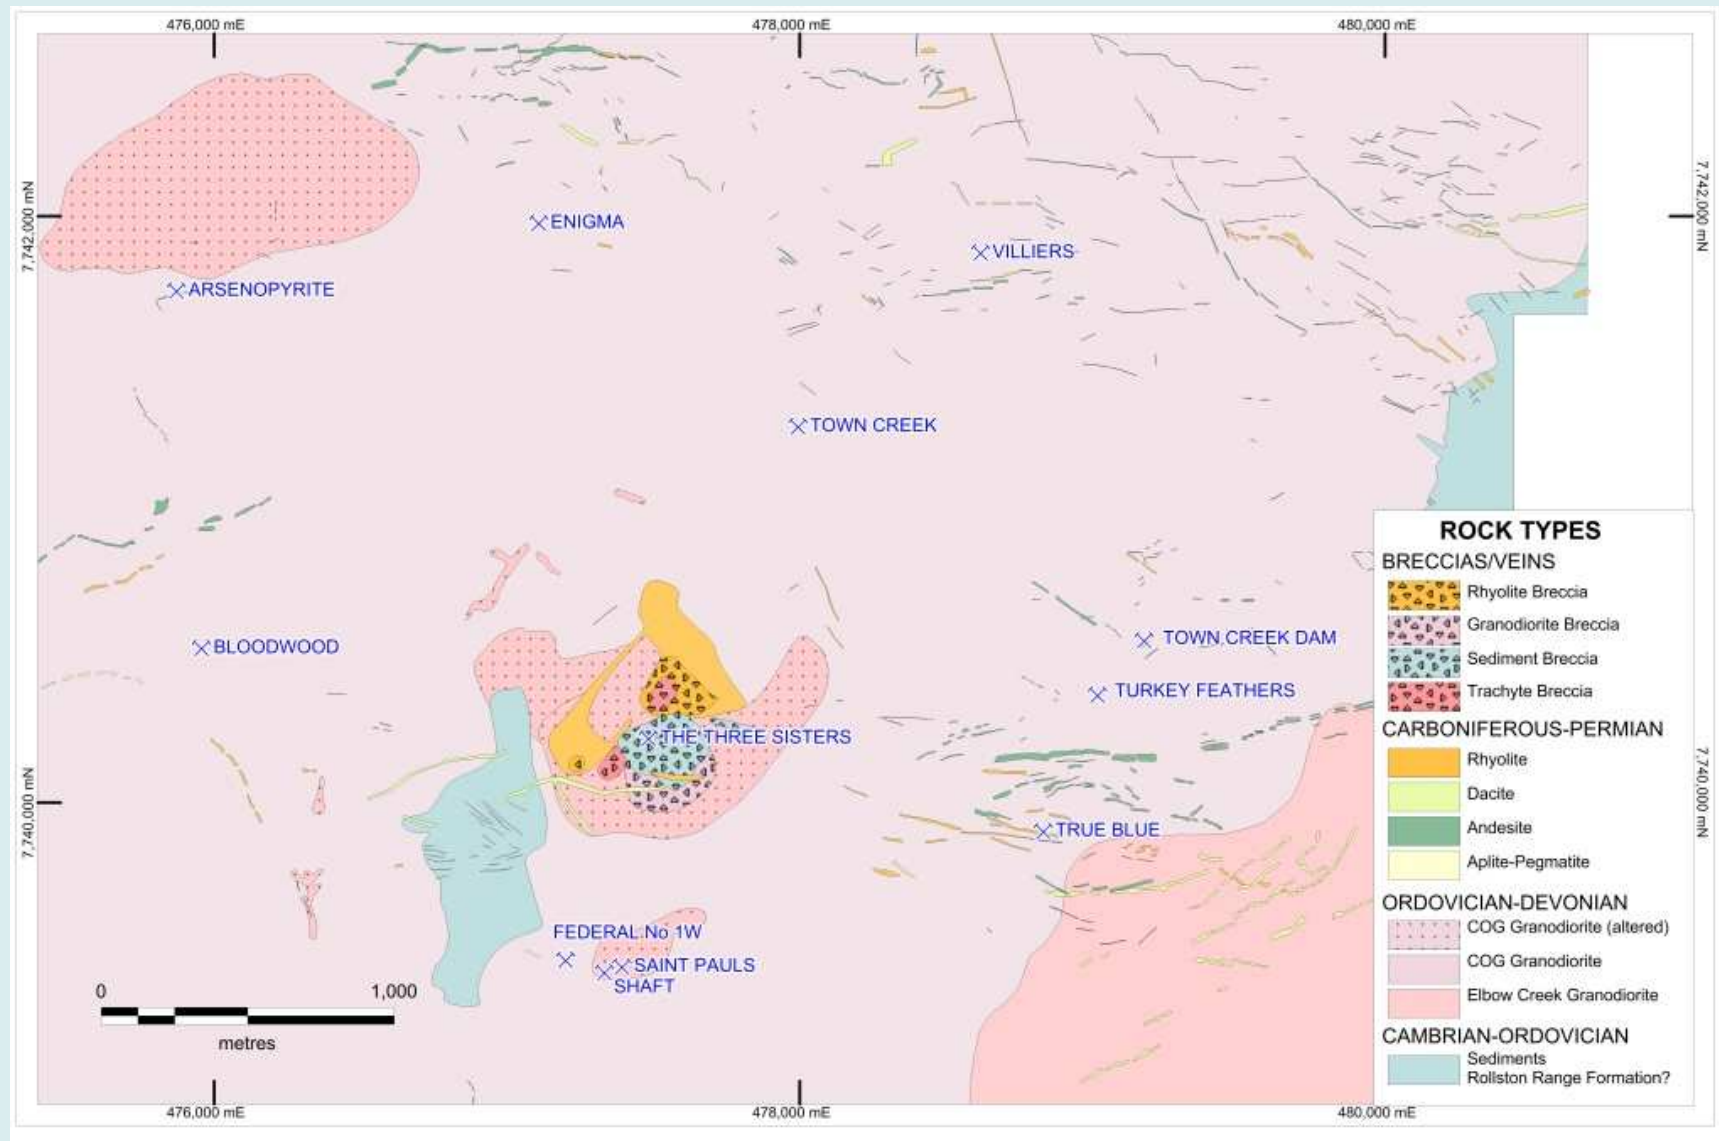 476,000 mE
478,000 mE
480,000 mE
7,742,000 mN
7,742,000 mN
ENIGMA
VILLIERS
ARSENOPYRITE
TOWN CREEK
BLOODWOOD
TOWN CREEK DAM
TURKEY FEATHERS
THE THREE SISTERS
7,740,000 mN
7,740,000 mN
TRUE BLUE
FEDERAL No 1W
SAINT PAULS
SHAFT
0
1,000
metres
ROCK TYPES
BRECCIAS/VEINS
Rhyolite Breccia
Granodiorite Breccia
Sediment Breccia
Trachyte Breccia
CARBONIFEROUS-PERMIAN
Rhyolite
Dacite
Andesite
Aplite-Pegmatite
ORDOVICIAN-DEVONIAN
COG Granodiorite (altered)
COG Granodiorite
Elbow Creek Granodiorite
CAMBRIAN-ORDOVICIAN
Sediments
Rollston Range Formation?
476,000 mE
478,000 mE
480,000 mE